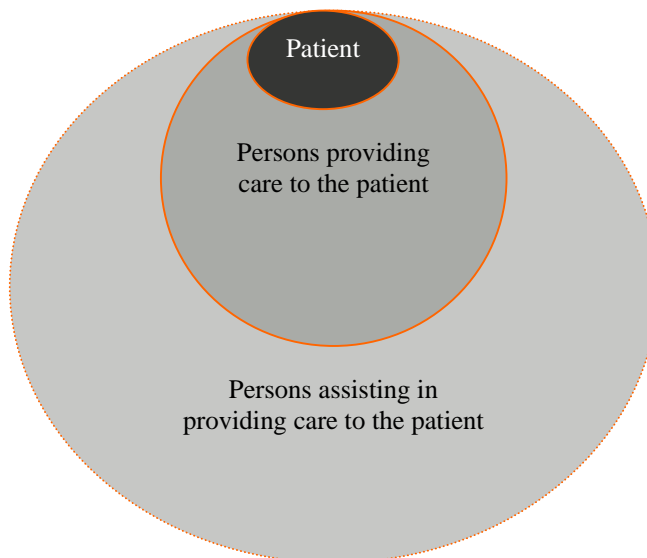 Patient
Persons providing
care to the patient
Persons assisting in
providing care to the patient